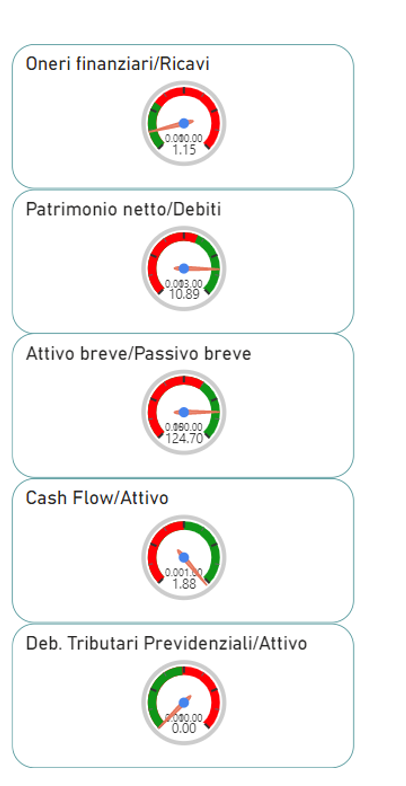 Oneri finanziari/Ricavi
1.15
Patrimonio netto/Debiti
10.89
Attivo breve/Passivo breve
124.70
Cash Flow/Attivo
1.88
Deb. Tributari Previdenziali/Attivo
0.00